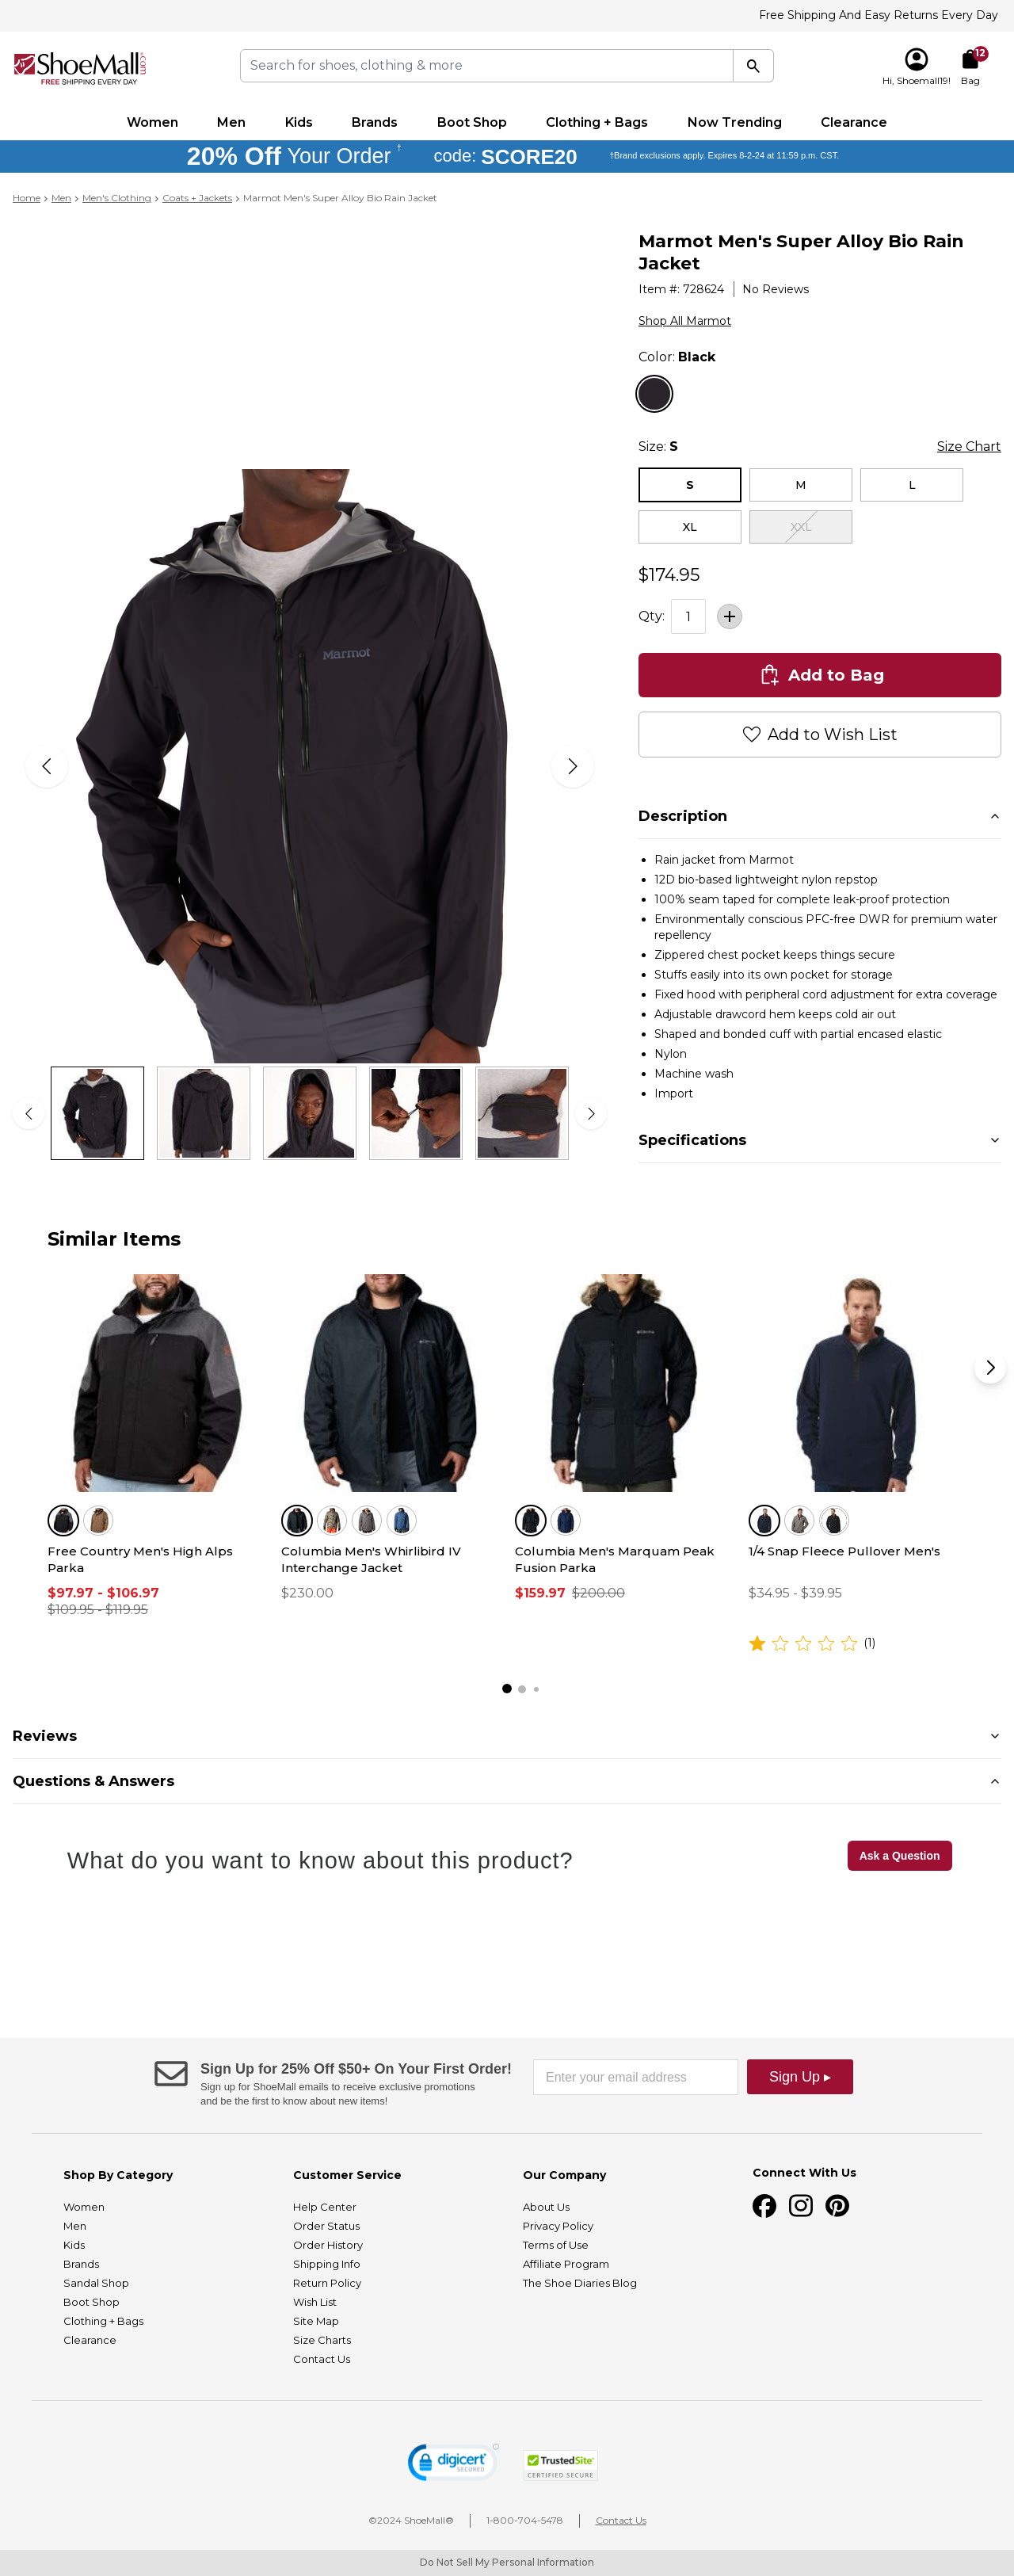 Free Shipping And Easy Returns Every Day
ShoeMall.com
FREE SHIPPING EVERY DAY
Search for shoes, clothing & more
Hi, Shoemall19!
12
Bag
Women Men Kids Brands Boot Shop Clothing + Bags Now Trending Clearance
20% Off Your Order † code: SCORE20 †Brand exclusions apply. Expires 8-2-24 at 11:59 p.m. CST.
Home > Men > Men's Clothing > Coats + Jackets > Marmot Men's Super Alloy Bio Rain Jacket
Marmot
Marmot Men's Super Alloy Bio Rain
Jacket
Item #: 728624 | No Reviews
Shop All Marmot
Color: Black
Size: S Size Chart
S M L
XL XXL
$174.95
Qty: 1 +
Add to Bag
Add to Wish List
Description
• Rain jacket from Marmot
• 12D bio-based lightweight nylon repstop
• 100% seam taped for complete leak-proof protection
• Environmentally conscious PFC-free DWR for premium water
repellency
• Zippered chest pocket keeps things secure
• Stuffs easily into its own pocket for storage
• Fixed hood with peripheral cord adjustment for extra coverage
• Adjustable drawcord hem keeps cold air out
• Shaped and bonded cuff with partial encased elastic
• Nylon
• Machine wash
• Import
Specifications
Similar Items
Free Country Men's High Alps
Parka
$97.97 - $106.97
$109.95 - $119.95
Columbia Men's Whirlibird IV
Interchange Jacket
$230.00
Columbia Men's Marquam Peak
Fusion Parka
$159.97 $200.00
1/4 Snap Fleece Pullover Men's
$34.95 - $39.95
(1)
Reviews
Questions & Answers
What do you want to know about this product?
Ask a Question
Sign Up for 25% Off $50+ On Your First Order!
Sign up for ShoeMall emails to receive exclusive promotions
and be the first to know about new items!
Enter your email address
Sign Up ▸
Shop By Category
Women
Men
Kids
Brands
Sandal Shop
Boot Shop
Clothing + Bags
Clearance
Customer Service
Help Center
Order Status
Order History
Shipping Info
Return Policy
Wish List
Site Map
Size Charts
Contact Us
Our Company
About Us
Privacy Policy
Terms of Use
Affiliate Program
The Shoe Diaries Blog
Connect With Us
digicert
SECURED
TrustedSite
CERTIFIED SECURE
©2024 ShoeMall® | 1-800-704-5478 | Contact Us
Do Not Sell My Personal Information